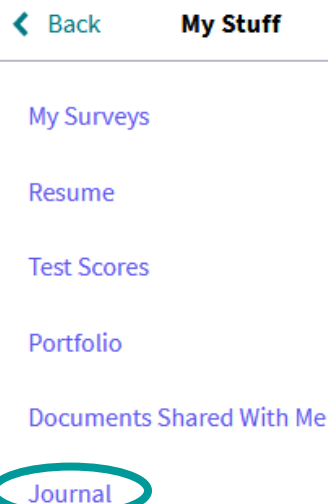 Back My Stuff
My Surveys
Resume
Test Scores
Portfolio
Documents Shared With Me
Journal